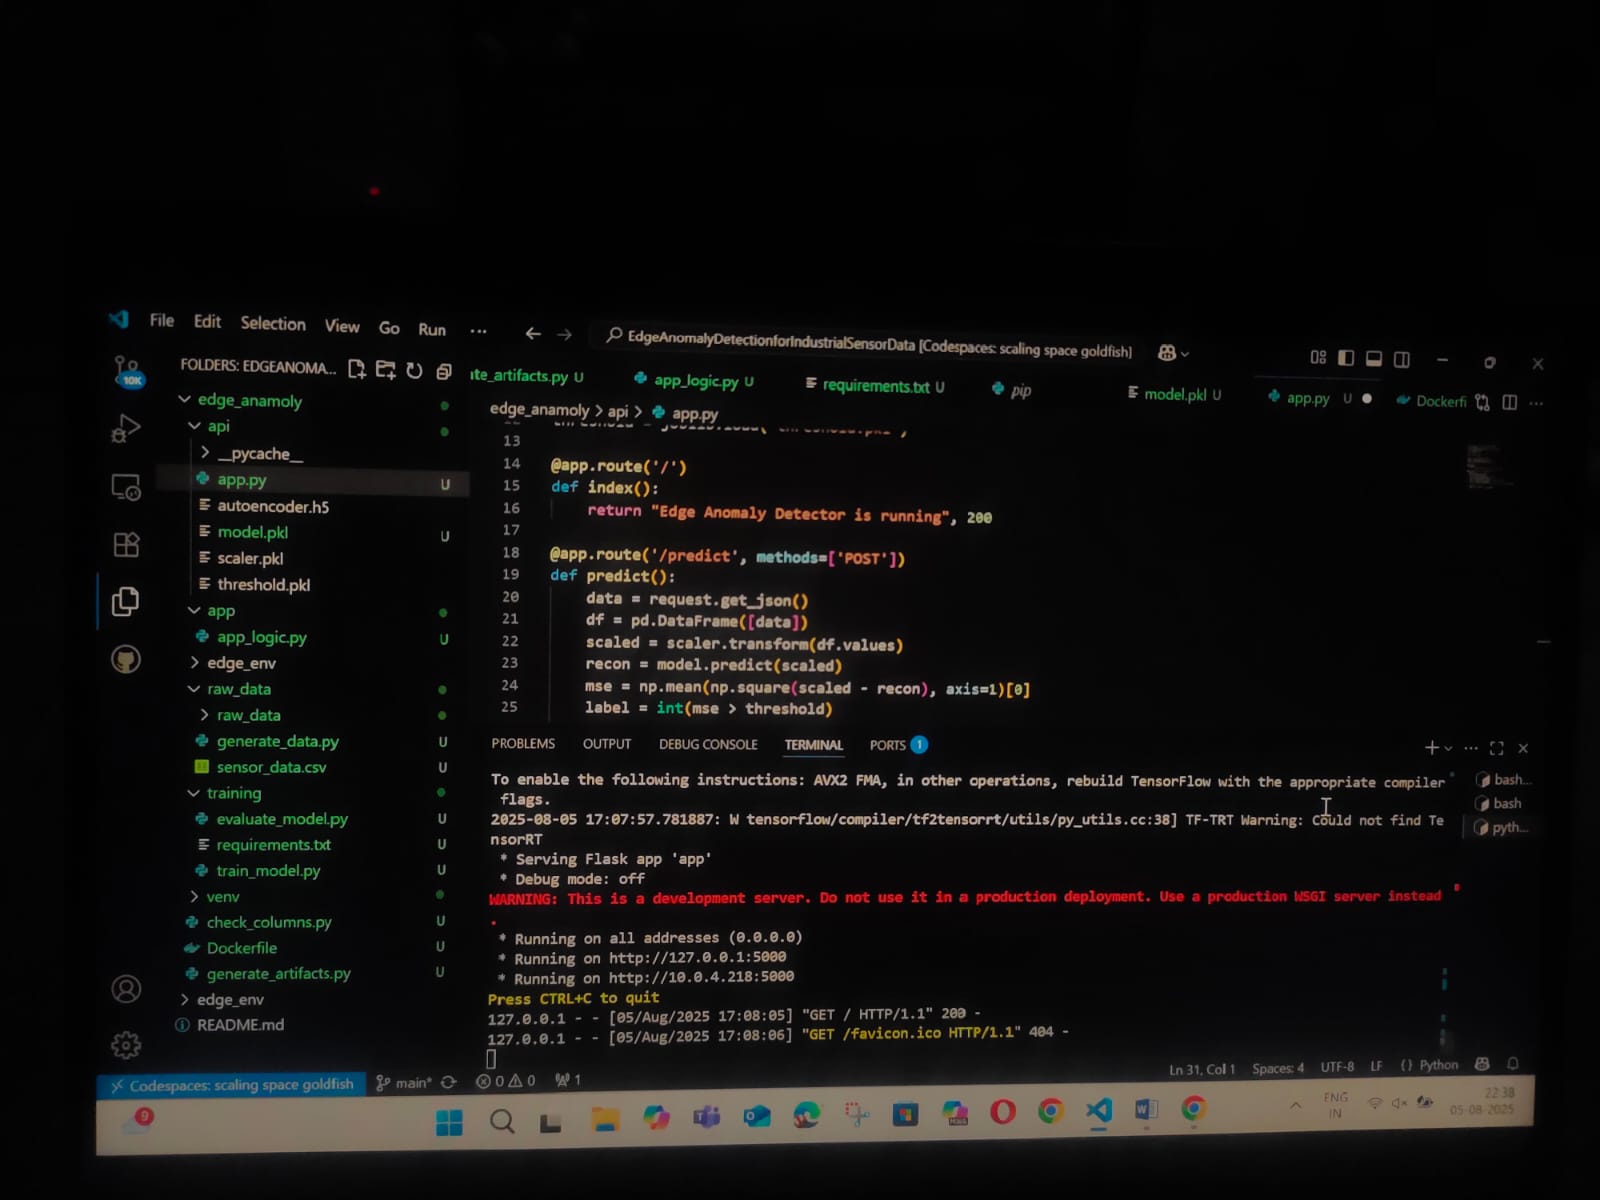 File Edit Selection View Go Run ···
EdgeAnomalyDetectionforIndustrialSensorData [Codespaces: scaling space goldfish]
10K
FOLDERS: EDGEANOMA...
edge_anamoly
api
__pycache__
app.py U
autoencoder.h5
model.pkl U
scaler.pkl
threshold.pkl
app
app_logic.py U
edge_env
raw_data
raw_data
generate_data.py U
sensor_data.csv U
training
evaluate_model.py U
requirements.txt U
train_model.py U
venv
check_columns.py U
Dockerfile U
generate_artifacts.py U
edge_env
README.md
te_artifacts.py U app_logic.py U requirements.txt U pip model.pkl U app.py U Dockerfi ···
edge_anamoly > api > app.py
13
14 @app.route('/')
15 def index():
16 return "Edge Anomaly Detector is running", 200
17
18 @app.route('/predict', methods=['POST'])
19 def predict():
20 data = request.get_json()
21 df = pd.DataFrame([data])
22 scaled = scaler.transform(df.values)
23 recon = model.predict(scaled)
24 mse = np.mean(np.square(scaled - recon), axis=1)[0]
25 label = int(mse > threshold)
PROBLEMS OUTPUT DEBUG CONSOLE TERMINAL PORTS 1
To enable the following instructions: AVX2 FMA, in other operations, rebuild TensorFlow with the appropriate compiler
flags.
2025-08-05 17:07:57.781887: W tensorflow/compiler/tf2tensorrt/utils/py_utils.cc:38] TF-TRT Warning: Could not find Te
nsorRT
* Serving Flask app 'app'
* Debug mode: off
WARNING: This is a development server. Do not use it in a production deployment. Use a production WSGI server instead
.
* Running on all addresses (0.0.0.0)
* Running on http://127.0.0.1:5000
* Running on http://10.0.4.218:5000
Press CTRL+C to quit
127.0.0.1 - - [05/Aug/2025 17:08:05] "GET / HTTP/1.1" 200 -
127.0.0.1 - - [05/Aug/2025 17:08:06] "GET /favicon.ico HTTP/1.1" 404 -
bash...
bash
pyth...
Codespaces: scaling space goldfish main* 0 0 1 Ln 31, Col 1 Spaces: 4 UTF-8 LF {} Python
9
ENG
IN
22:38
05-08-2025